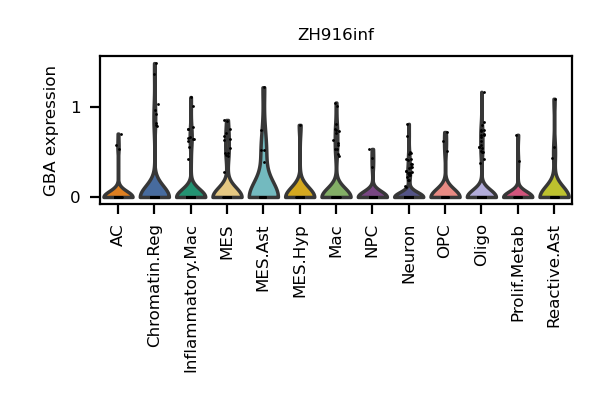 ZH916inf
GBA expression
1
0
AC
Chromatin.Reg
Inflammatory.Mac
MES
MES.Ast
MES.Hyp
Mac
NPC
Neuron
OPC
Oligo
Prolif.Metab
Reactive.Ast